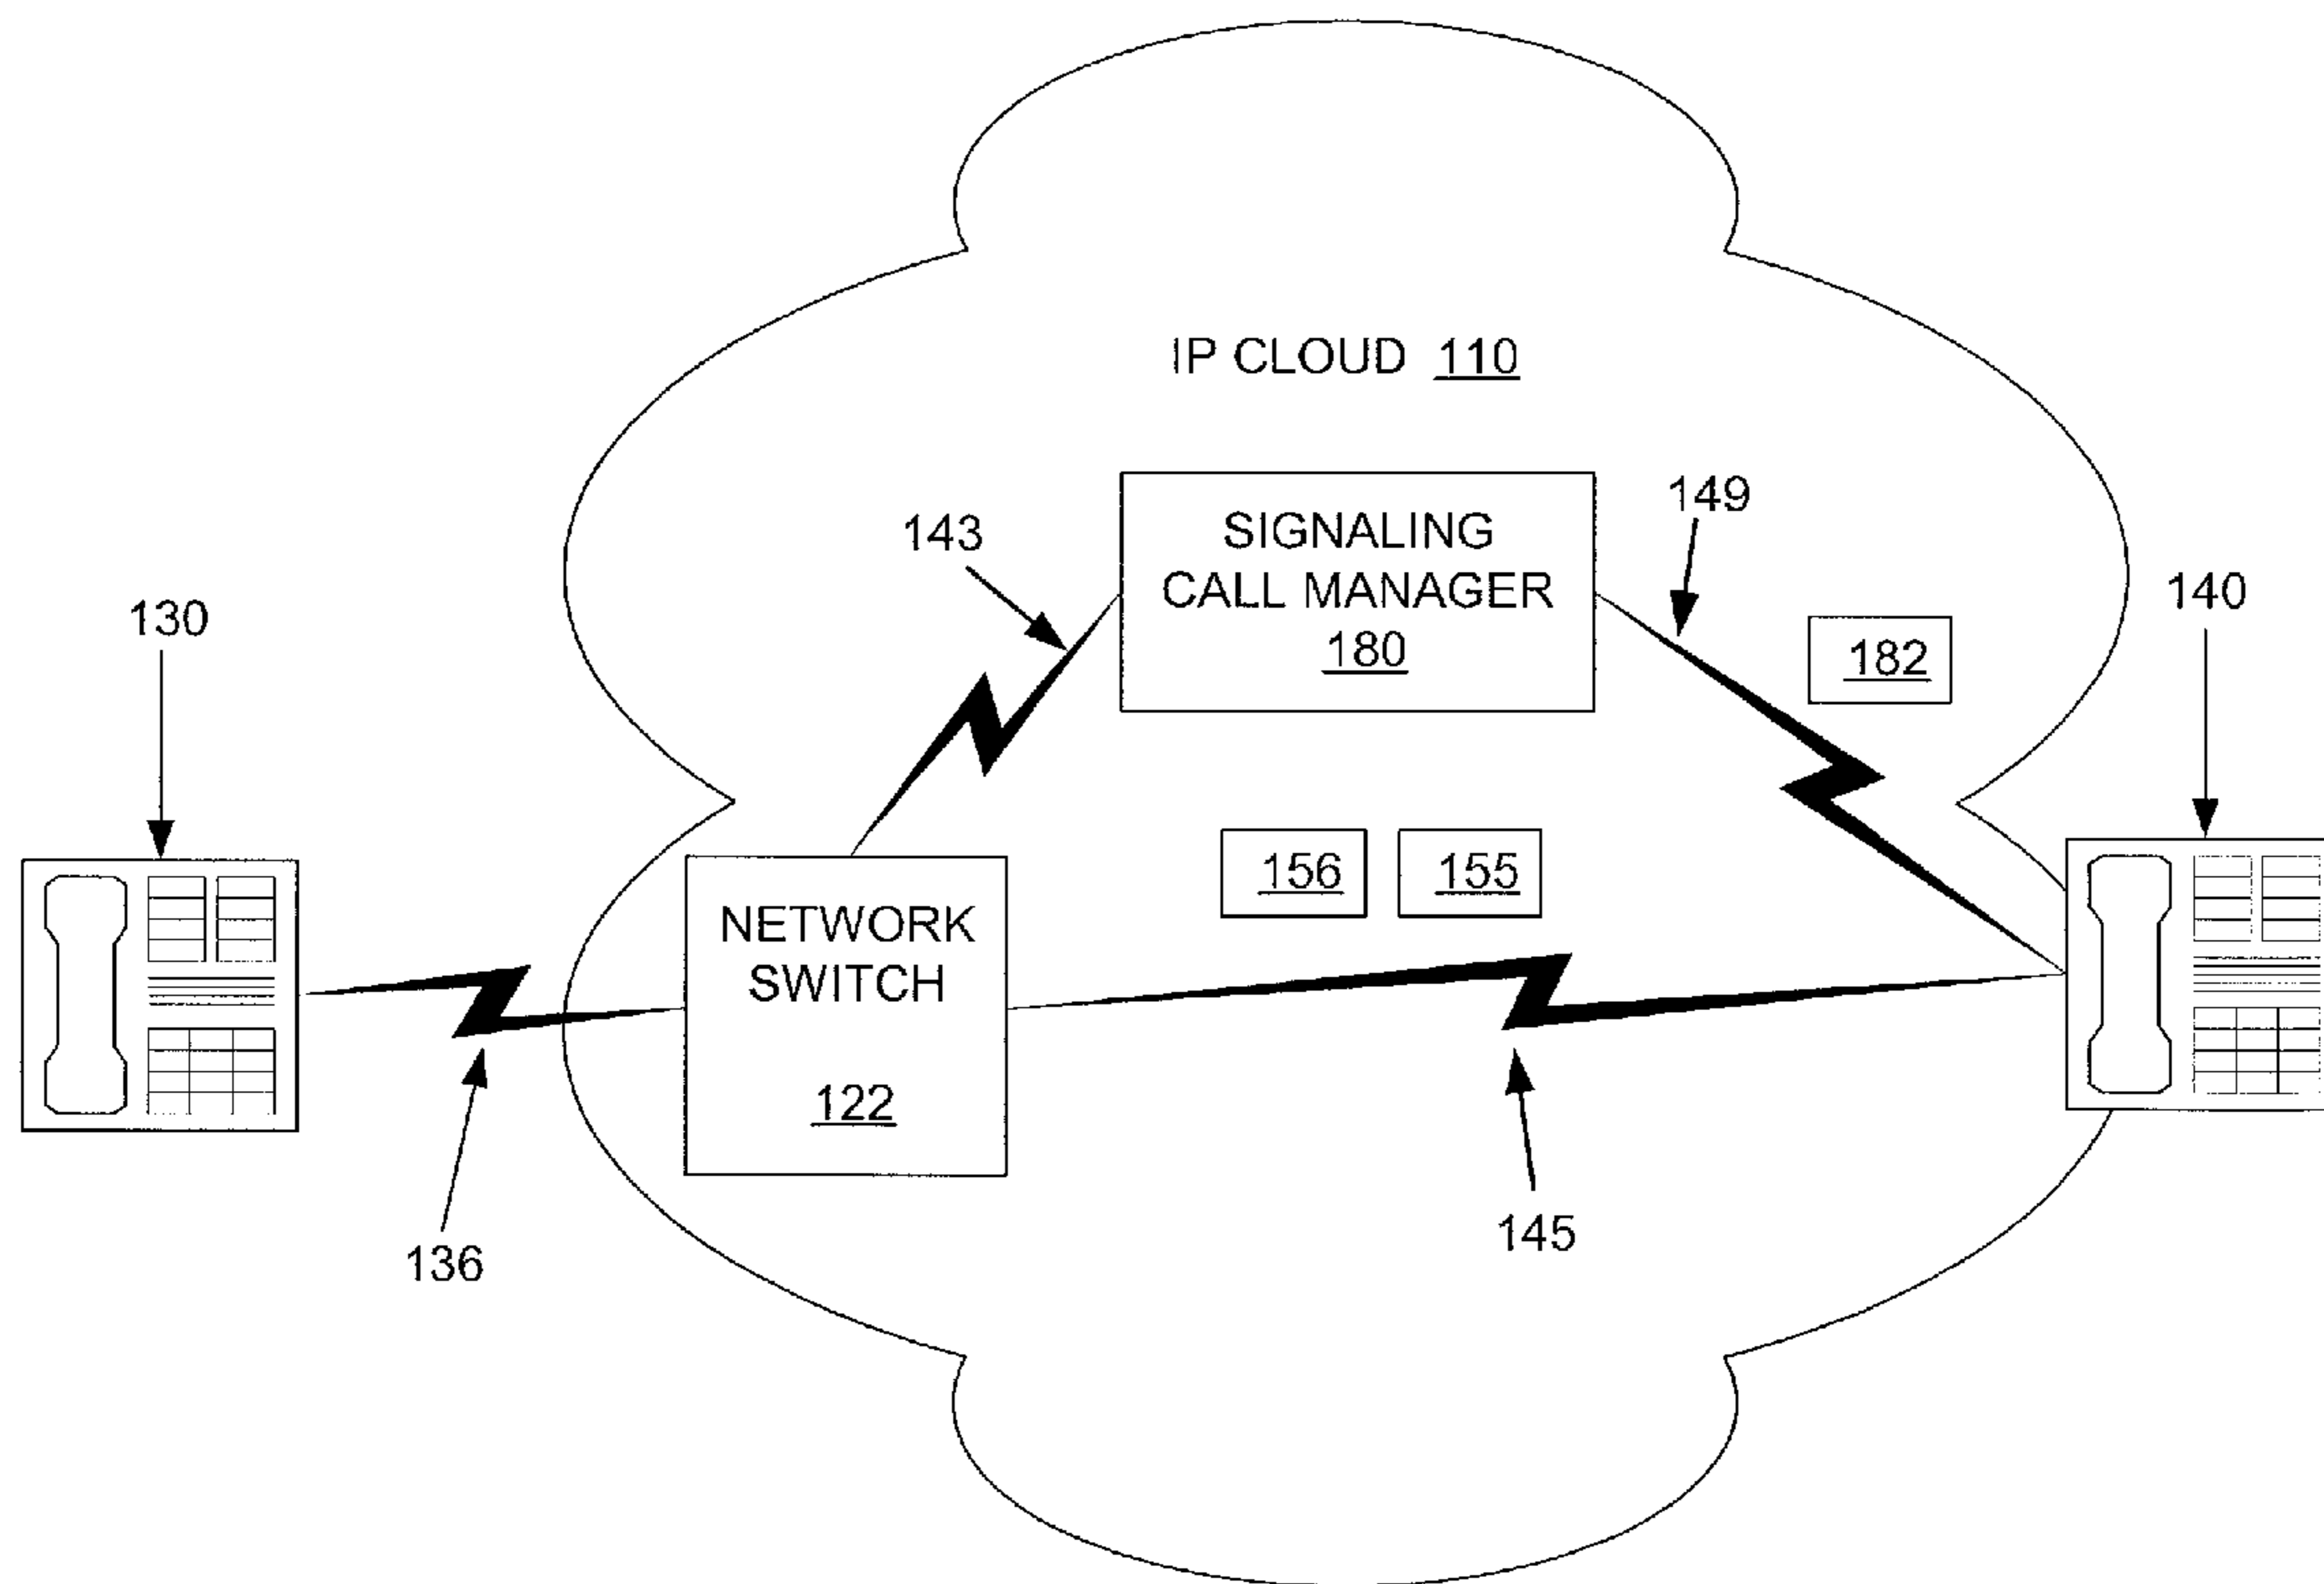 IP CLOUD 110
149
SIGNALING
CALL MANAGER
180
143
140
130
182
156
155
NETWORK
SWITCH
122
145
136